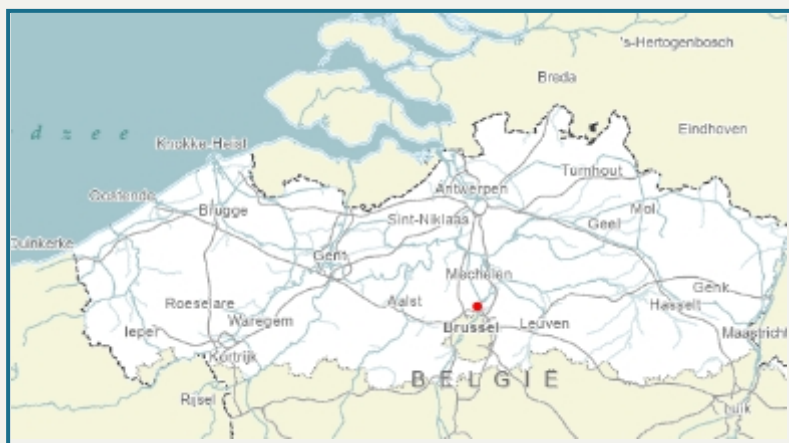 's-Hertogenbosch
Breda
Eindhoven
d z e e
Knokke-Heist
Turnhout
Antwerpen
Oostende
Brugge
Mol
Sint-Niklaas
Geel
Duinkerke
Gent
Mechelen
Genk
Roeselare
Aalst
Hasselt
Waregem
Brussel
Leuven
Ieper
Maastricht
Kortrijk
BELGIË
Rijsel
Luik